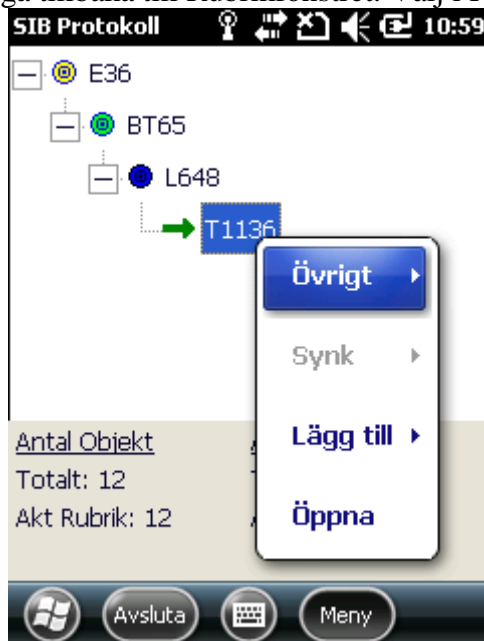 SIB Protokoll 10:59
E36
BT65
L648
T1136
Övrigt
Synk
Lägg till
Öppna
Antal Objekt
Totalt: 12
Akt Rubrik: 12
Avsluta
Meny